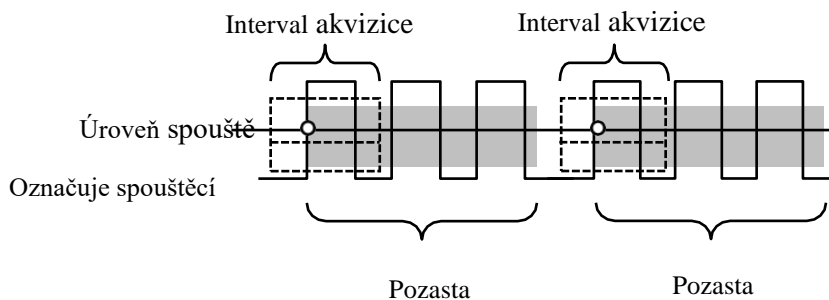 Interval akvizice
Interval akvizice
Úroveň spouště
Označuje spouštěcí
Pozasta
Pozasta